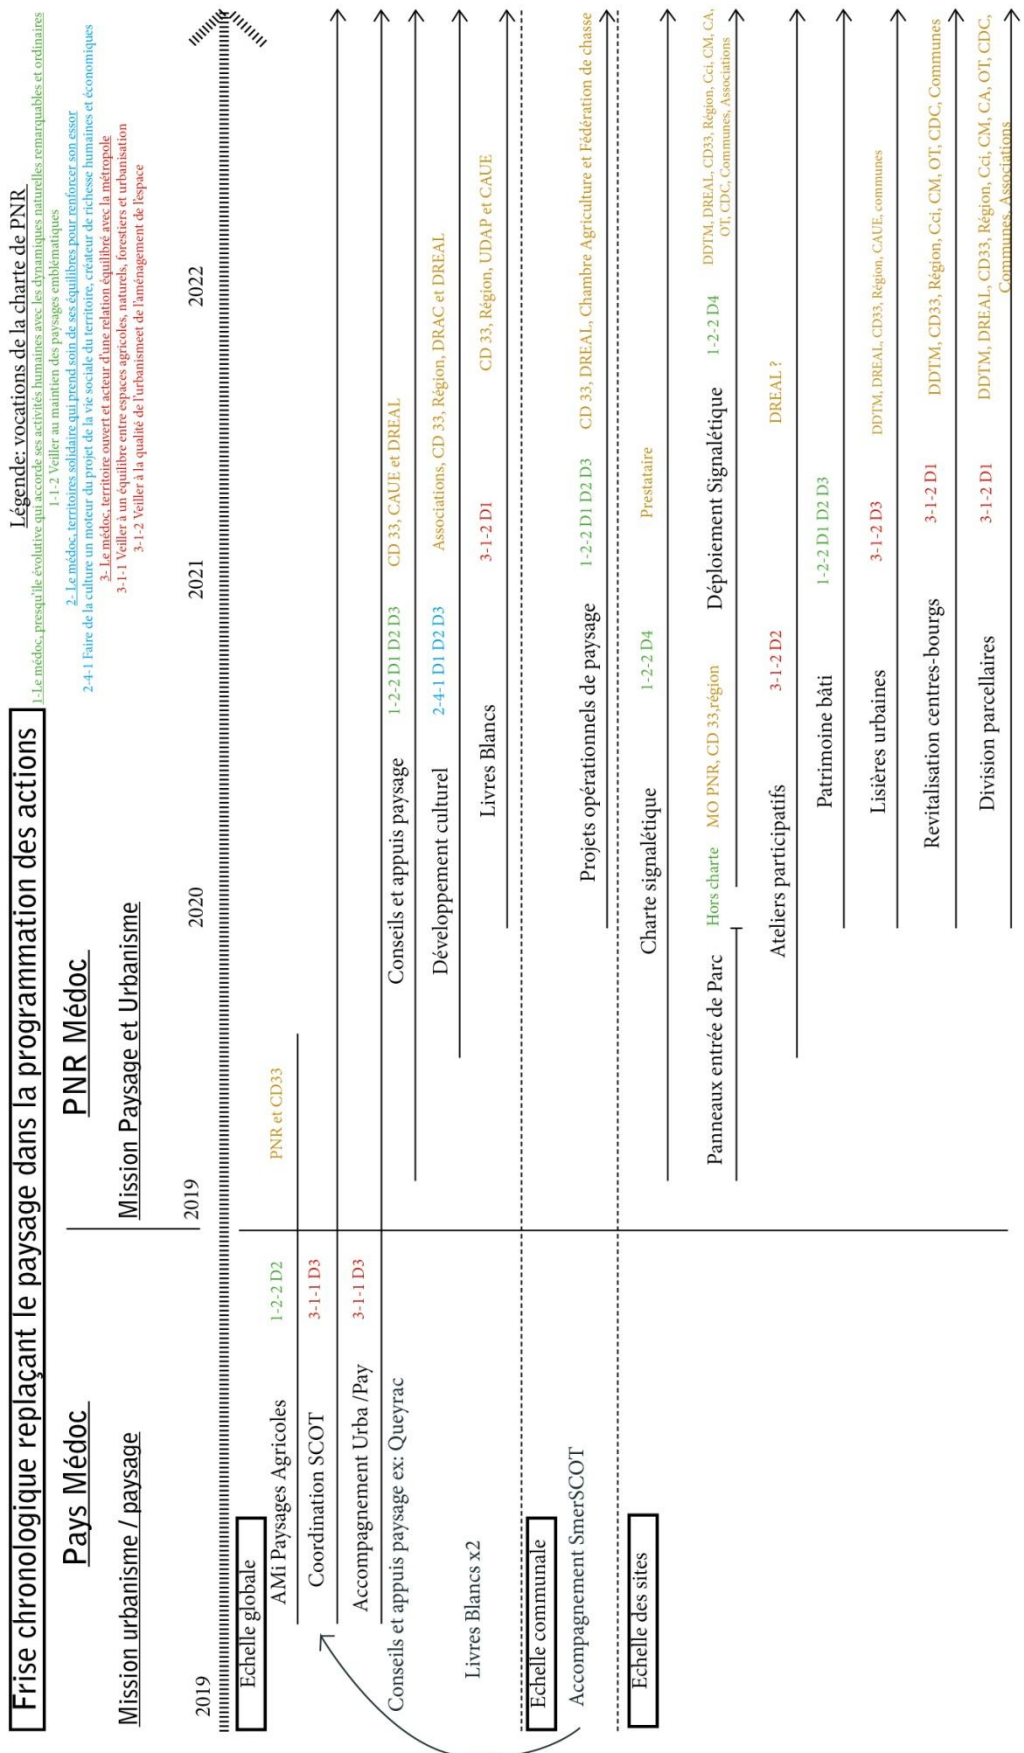 Frise chronologique replaçant le paysage dans la programmation des actions
Légende: vocations de la charte de PNR
1-Le médoc, presqu'ile évolutive qui accorde ses activités humaines avec les dynamiques naturelles remarquables et ordinaires
1-1-2 Veiller au maintien des paysages emblématiques
2- Le médoc, territoires solidaire qui prend soin de ses équilibres pour renforcer son essor
2-4-1 Faire de la culture un moteur du projet de la vie sociale du territoire, créateur de richesse humaines et économiques
3- Le médoc, territoire ouvert et acteur d'une relation équilibré avec la métropole
3-1-1 Veiller à un équilibre entre espaces agricoles, naturels, forestiers et urbanisation
3-1-2 Veiller à la qualité de l'urbanismeet de l'aménagement de l'espace
Pays Médoc
PNR Médoc
Mission urbanisme / paysage
Mission Paysage et Urbanisme
2019
2019
2020
2021
2022
Echelle globale
AMi Paysages Agricoles
1-2-2 D2
PNR et CD33
Coordination SCOT
3-1-1 D3
Accompagnement Urba /Pay
3-1-1 D3
Conseils et appuis paysage ex: Queyrac
Conseils et appuis paysage
1-2-2 D1 D2 D3
CD 33, CAUE et DREAL
Développement culturel
2-4-1 D1 D2 D3
Associations, CD 33, Région, DRAC et DREAL
Livres Blancs x2
Livres Blancs
3-1-2 D1
CD 33, Région, UDAP et CAUE
Echelle communale
Accompagnement SmerSCOT
Projets opérationnels de paysage
1-2-2 D1 D2 D3
CD 33, DREAL, Chambre Agriculture et Fédération de chasse
Echelle des sites
Charte signalétique
1-2-2 D4
Prestataire
Panneaux entrée de Parc
Hors charte
MO PNR, CD 33,région
Déploiement Signalétique
1-2-2 D4
DDTM, DREAL, CD33, Région, Cci, CM, CA,
OT, CDC, Communes, Associations
Ateliers participatifs
3-1-2 D2
DREAL ?
Patrimoine bâti
1-2-2 D1 D2 D3
Lisières urbaines
3-1-2 D3
DDTM, DREAL, CD33, Région, CAUE, communes
Revitalisation centres-bourgs
3-1-2 D1
DDTM, CD33, Région, Cci, CM, OT, CDC, Communes
Division parcellaires
3-1-2 D1
DDTM, DREAL, CD33, Région, Cci, CM, CA, OT, CDC,
Communes, Associations